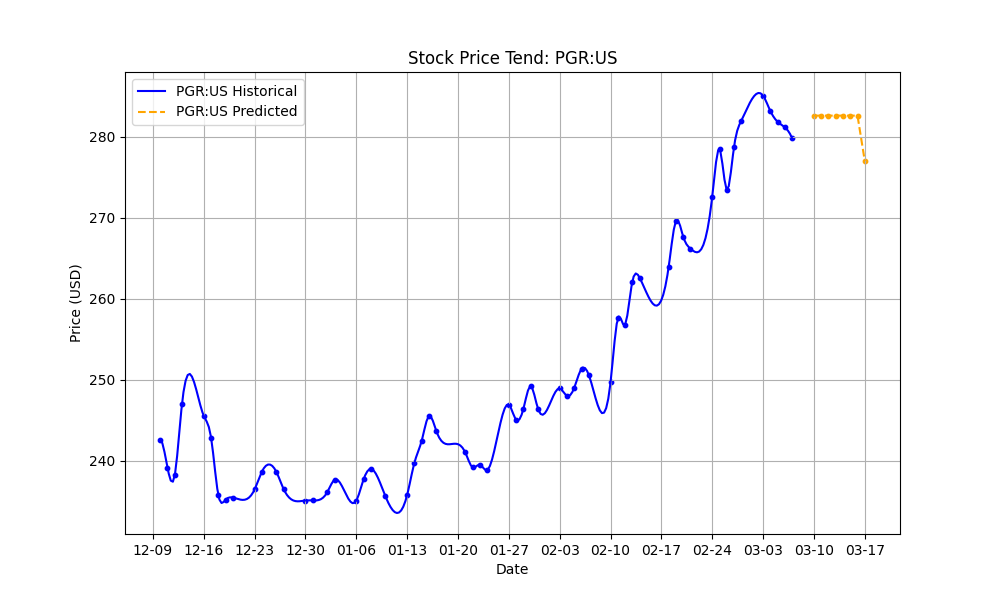 Stock Price Tend: PGR:US
PGR:US Historical
PGR:US Predicted
Price (USD)
280
270
260
250
240
12-09 12-16 12-23 12-30 01-06 01-13 01-20 01-27 02-03 02-10 02-17 02-24 03-03 03-10 03-17
Date